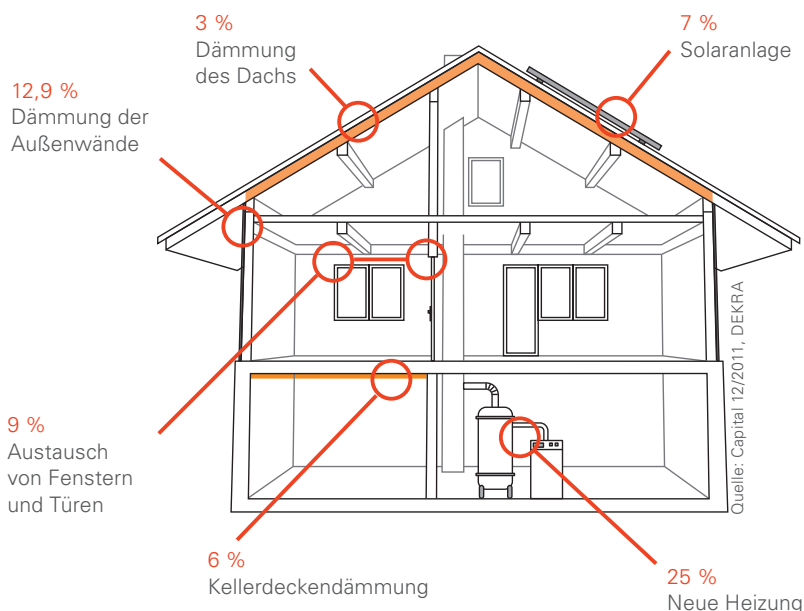 3 %
Dämmung
des Dachs
7 %
Solaranlage
12,9 %
Dämmung der
Außenwände
9 %
Austausch
von Fenstern
und Türen
6 %
Kellerdeckendämmung
25 %
Neue Heizung
Quelle: Capital 12/2011, DEKRA